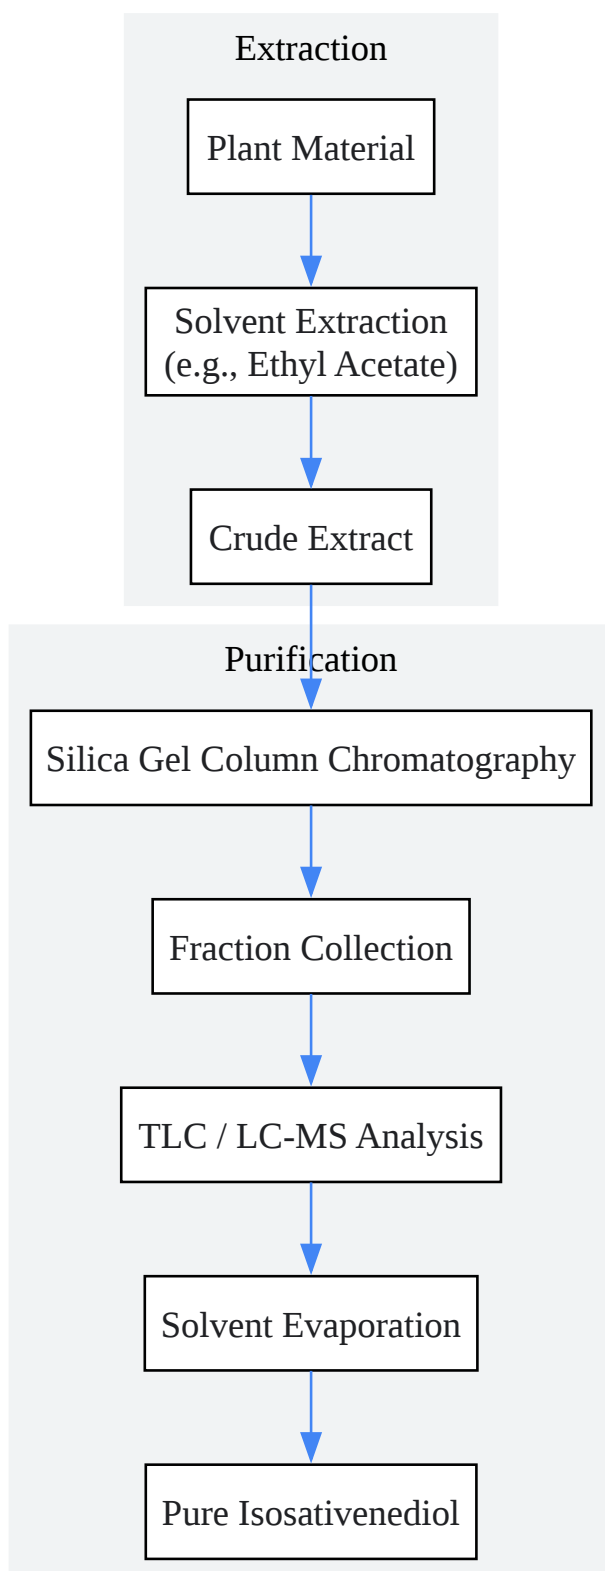 Extraction
Plant Material
Solvent Extraction
(e.g., Ethyl Acetate)
Crude Extract
Purification
Silica Gel Column Chromatography
Fraction Collection
TLC / LC-MS Analysis
Solvent Evaporation
Pure Isosativenediol